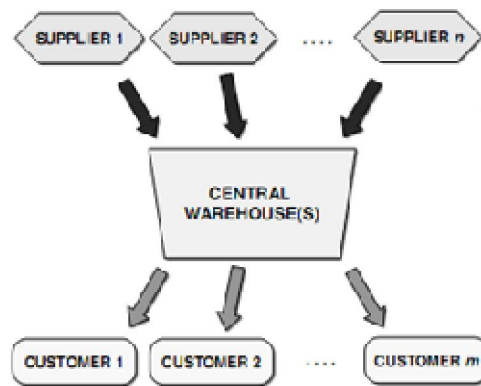 SUPPLIER 1 SUPPLIER 2 .... SUPPLIER n
CENTRAL
WAREHOUSE(S)
CUSTOMER 1 CUSTOMER 2 .... CUSTOMER m